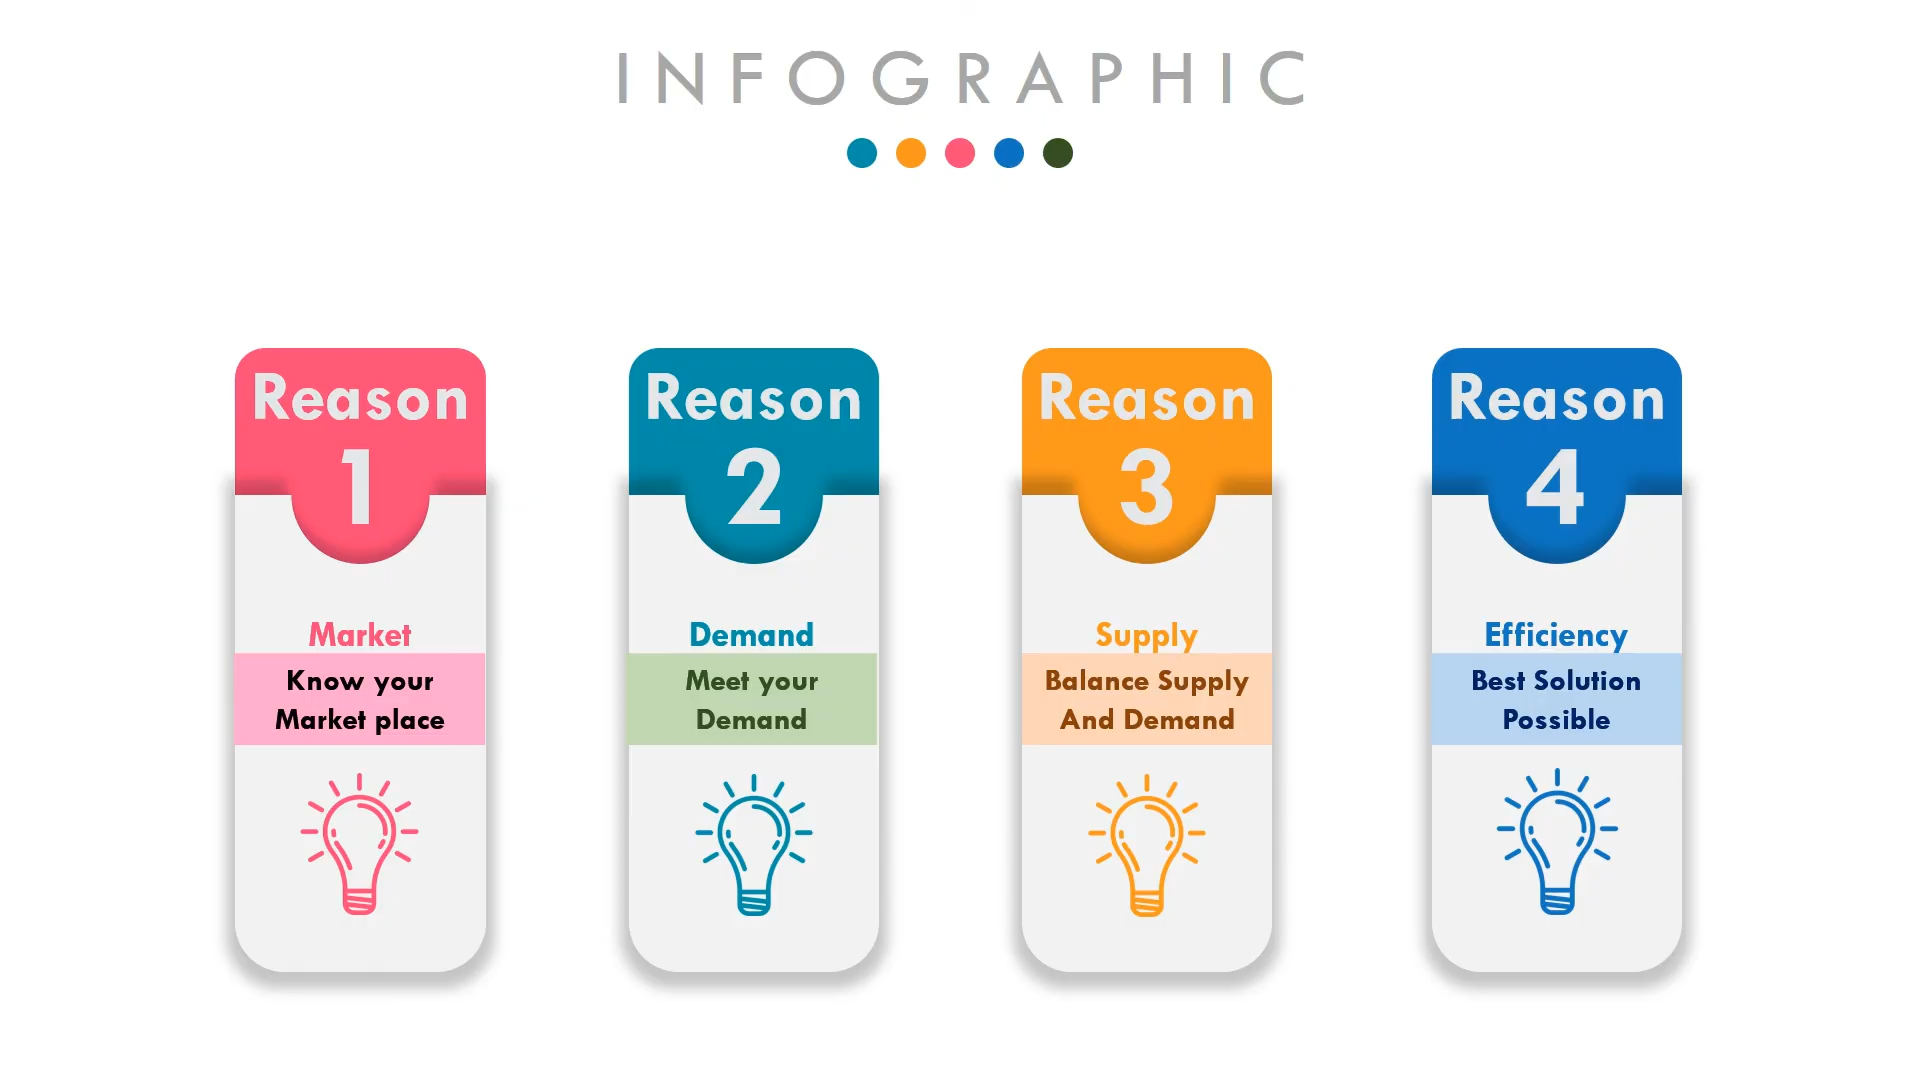 INFOGRAPHIC
Reason
1
Market
Know your
Market place
Reason
2
Demand
Meet your
Demand
Reason
3
Supply
Balance Supply
And Demand
Reason
4
Efficiency
Best Solution
Possible